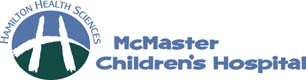 HAMILTON HEALTH SCIENCES
McMaster
Children's Hospital